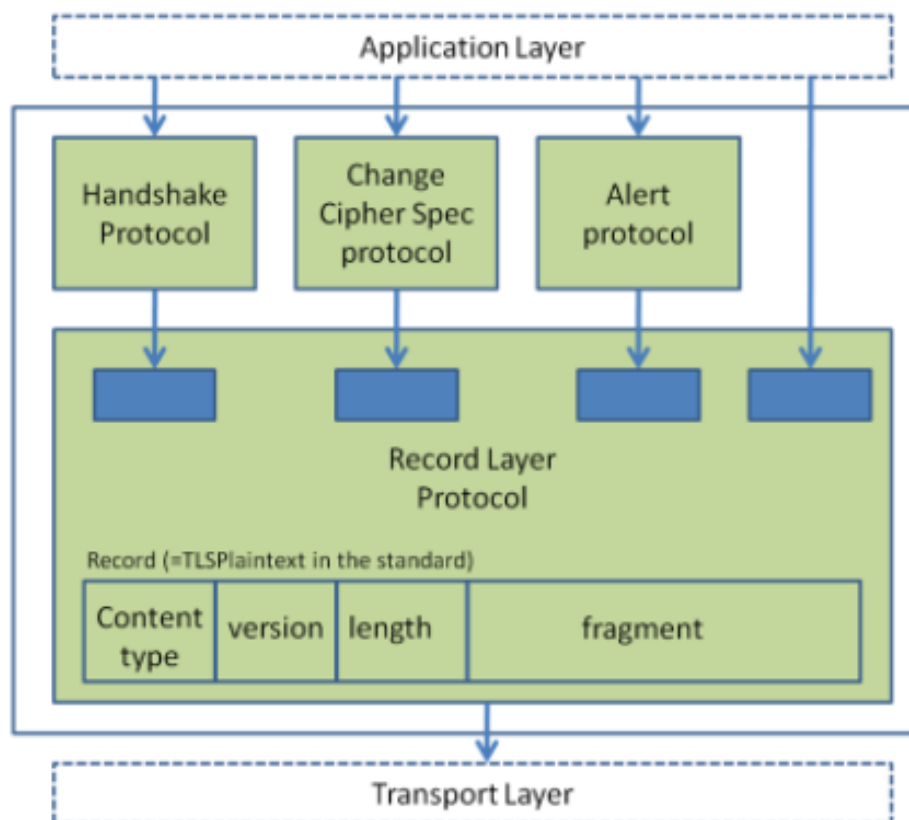 Application Layer
Handshake
Protocol
Change
Cipher Spec
protocol
Alert
protocol
Record Layer
Protocol
Record (=TLSPlaintext in the standard)
Content
type
version
length
fragment
Transport Layer